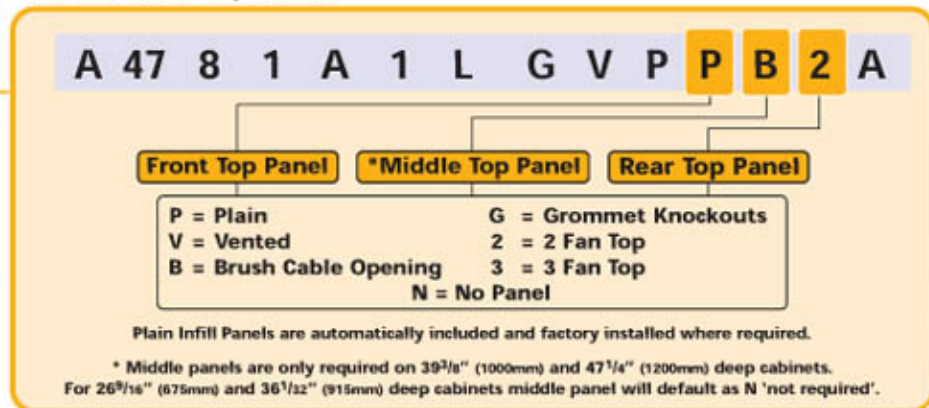 A 47 8 1 A 1 L G V P P B 2 A
Front Top Panel *Middle Top Panel Rear Top Panel
P = Plain G = Grommet Knockouts
V = Vented 2 = 2 Fan Top
B = Brush Cable Opening 3 = 3 Fan Top
N = No Panel
Plain Infill Panels are automatically included and factory installed where required.
* Middle panels are only required on 39³/₈" (1000mm) and 47¹/₄" (1200mm) deep cabinets.
For 26⁹/₁₆" (675mm) and 36¹/₃₂" (915mm) deep cabinets middle panel will default as N 'not required'.